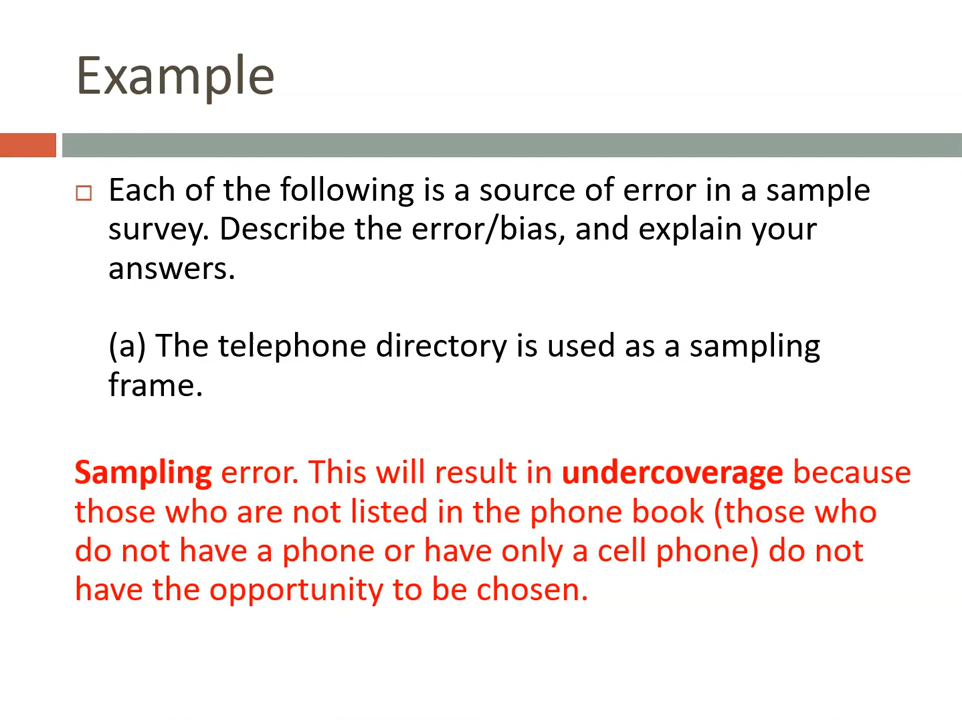 Example
Each of the following is a source of error in a sample
survey. Describe the error/bias, and explain your
answers.
(a) The telephone directory is used as a sampling
frame.
Sampling error. This will result in undercoverage because
those who are not listed in the phone book (those who
do not have a phone or have only a cell phone) do not
have the opportunity to be chosen.